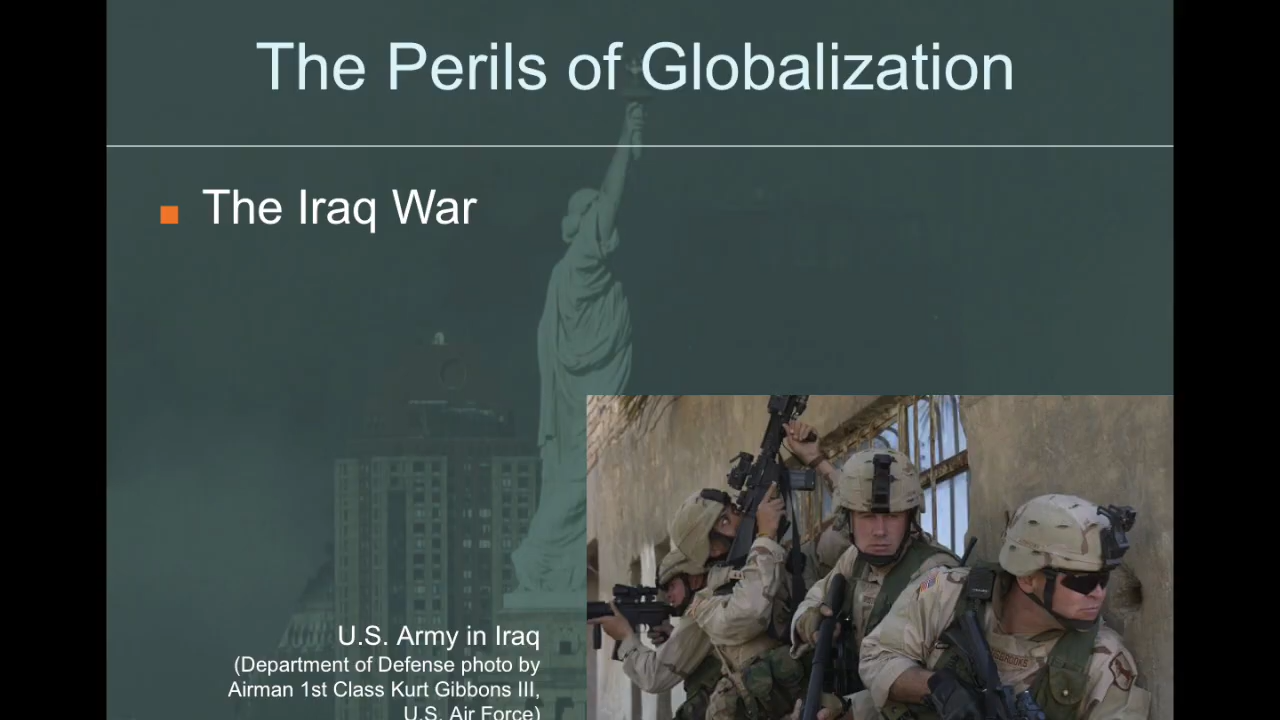 The Perils of Globalization
The Iraq War
U.S. Army in Iraq
(Department of Defense photo by
Airman 1st Class Kurt Gibbons III,
U.S. Air Force)